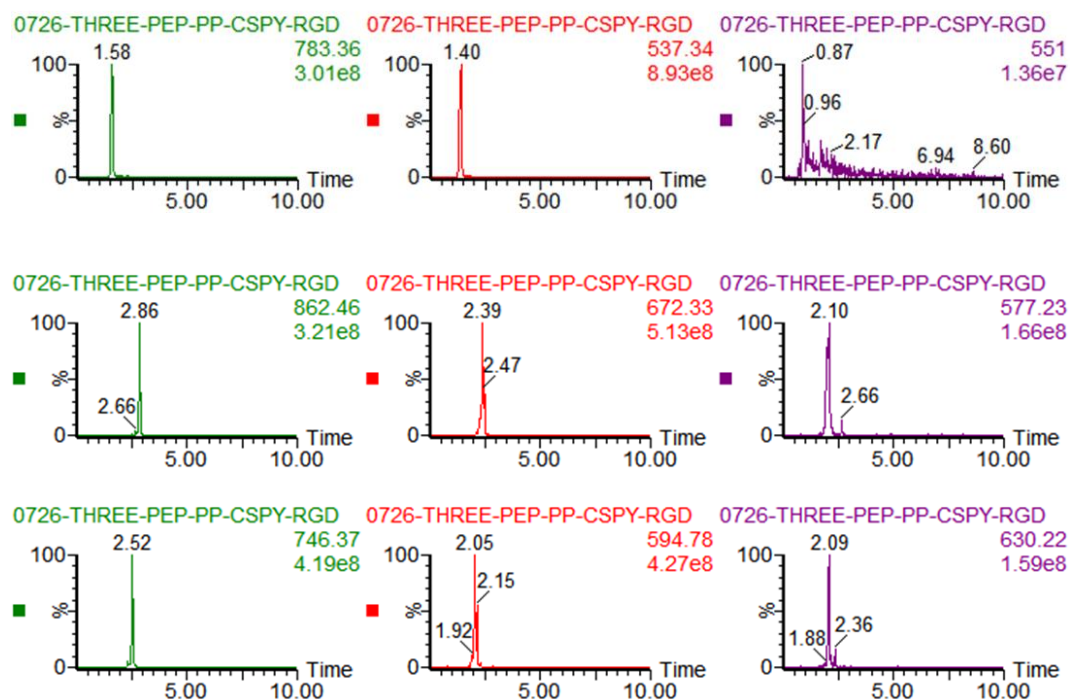 0726-THREE-PEP-PP-CSPY-RGD 0726-THREE-PEP-PP-CSPY-RGD 0726-THREE-PEP-PP-CSPY-RGD
783.36 537.34 551
3.01e8 8.93e8 1.36e7
1.58 1.40 0.87
100 100 100
0.96
% % %
2.17 6.94 8.60
0 Time 0 Time 0 Time
5.00 10.00 5.00 10.00 5.00 10.00
0726-THREE-PEP-PP-CSPY-RGD 0726-THREE-PEP-PP-CSPY-RGD 0726-THREE-PEP-PP-CSPY-RGD
862.46 672.33 577.23
2.86 2.39 2.10
3.21e8 5.13e8 1.66e8
100 100 100
2.47
% % %
2.66 2.66
0 Time 0 Time 0 Time
5.00 10.00 5.00 10.00 5.00 10.00
0726-THREE-PEP-PP-CSPY-RGD 0726-THREE-PEP-PP-CSPY-RGD 0726-THREE-PEP-PP-CSPY-RGD
746.37 594.78 630.22
2.52 2.05 2.09
4.19e8 4.27e8 1.59e8
100 100 100
2.15
% % %
1.92 1.88 2.36
0 Time 0 Time 0 Time
5.00 10.00 5.00 10.00 5.00 10.00